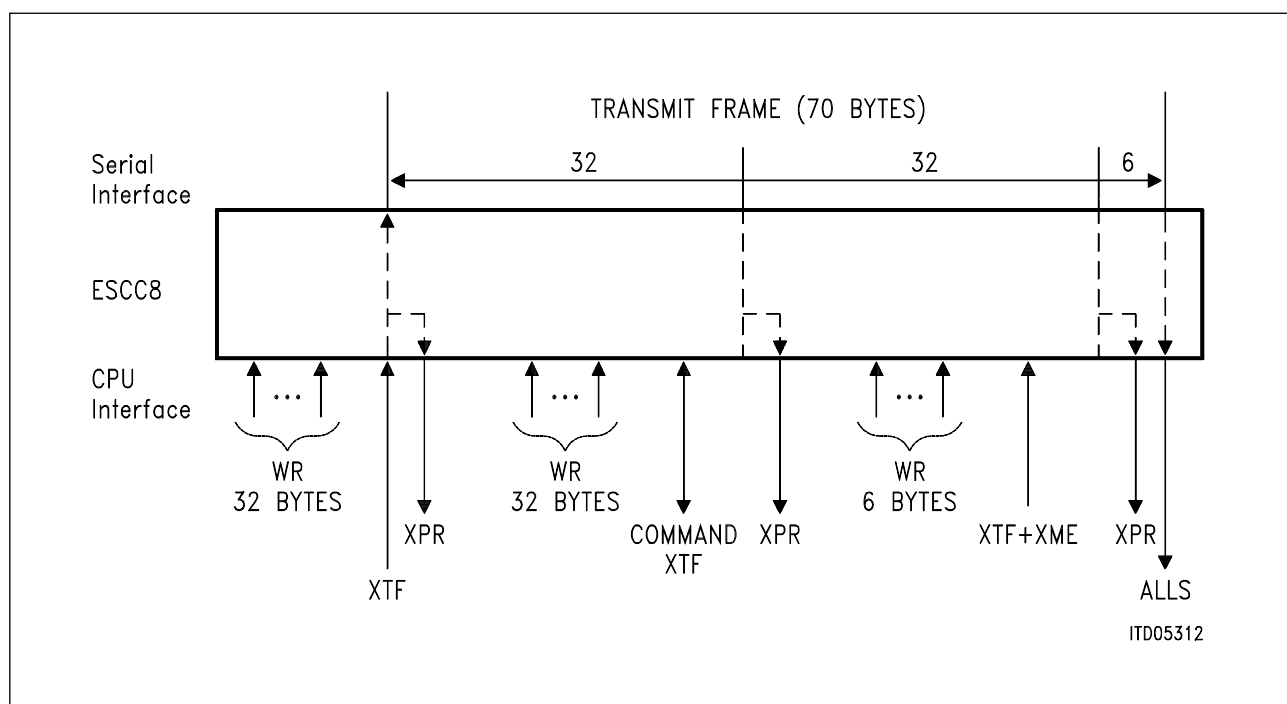 TRANSMIT FRAME (70 BYTES)
Serial
Interface
32
32
6
ESCC8
CPU
Interface
...
WR
32 BYTES
XTF
XPR
...
WR
32 BYTES
COMMAND
XTF
XPR
...
WR
6 BYTES
XTF+XME
XPR
ALLS
ITD05312